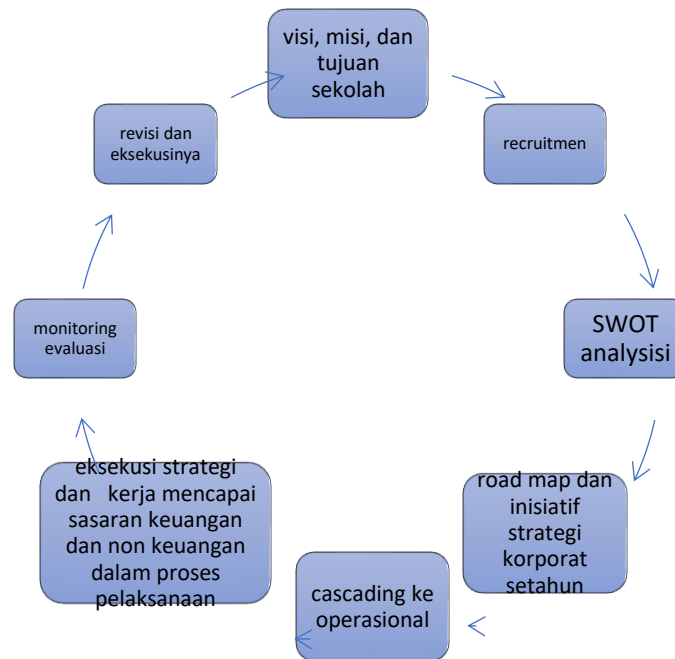 visi, misi, dan
tujuan
sekolah
recruitmen
SWOT
analysisi
road map dan
inisiatif
strategi
korporat
setahun
cascading ke
operasional
eksekusi strategi
dan kerja mencapai
sasaran keuangan
dan non keuangan
dalam proses
pelaksanaan
monitoring
evaluasi
revisi dan
eksekusinya